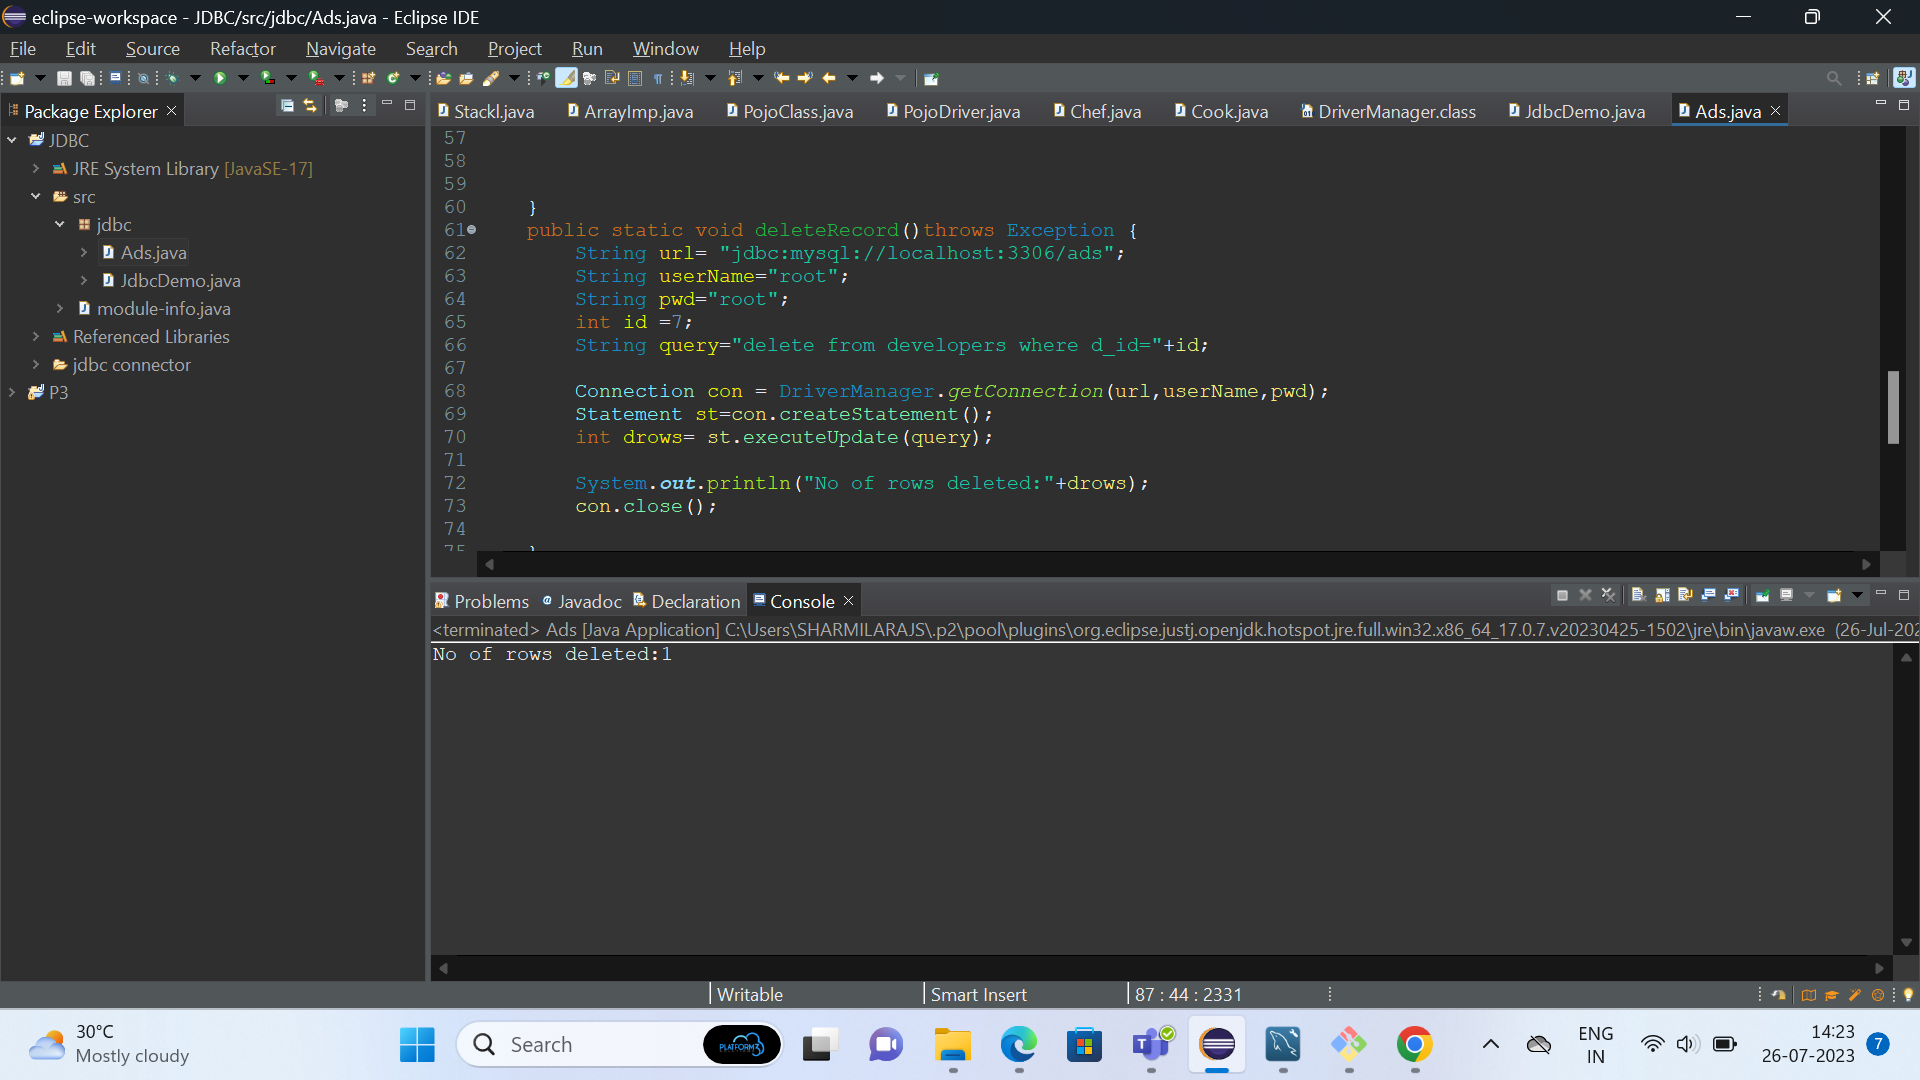 eclipse-workspace - JDBC/src/jdbc/Ads.java - Eclipse IDE
File Edit Source Refactor Navigate Search Project Run Window Help
Package Explorer
JDBC
JRE System Library [JavaSE-17]
src
jdbc
Ads.java
JdbcDemo.java
module-info.java
Referenced Libraries
jdbc connector
P3
StackI.java ArrayImp.java PojoClass.java PojoDriver.java Chef.java Cook.java DriverManager.class JdbcDemo.java Ads.java
57
58
59
60 }
61 public static void deleteRecord()throws Exception {
62 String url= "jdbc:mysql://localhost:3306/ads";
63 String userName="root";
64 String pwd="root";
65 int id =7;
66 String query="delete from developers where d_id="+id;
67
68 Connection con = DriverManager.getConnection(url,userName,pwd);
69 Statement st=con.createStatement();
70 int drows= st.executeUpdate(query);
71
72 System.out.println("No of rows deleted:"+drows);
73 con.close();
74
75 }
Problems Javadoc Declaration Console
<terminated> Ads [Java Application] C:\Users\SHARMILARAJS\.p2\pool\plugins\org.eclipse.justj.openjdk.hotspot.jre.full.win32.x86_64_17.0.7.v20230425-1502\jre\bin\javaw.exe (26-Jul-202
No of rows deleted:1
Writable Smart Insert 87 : 44 : 2331
30°C
Mostly cloudy
Search
PLATFORM3
ENG
IN
14:23
26-07-2023
7